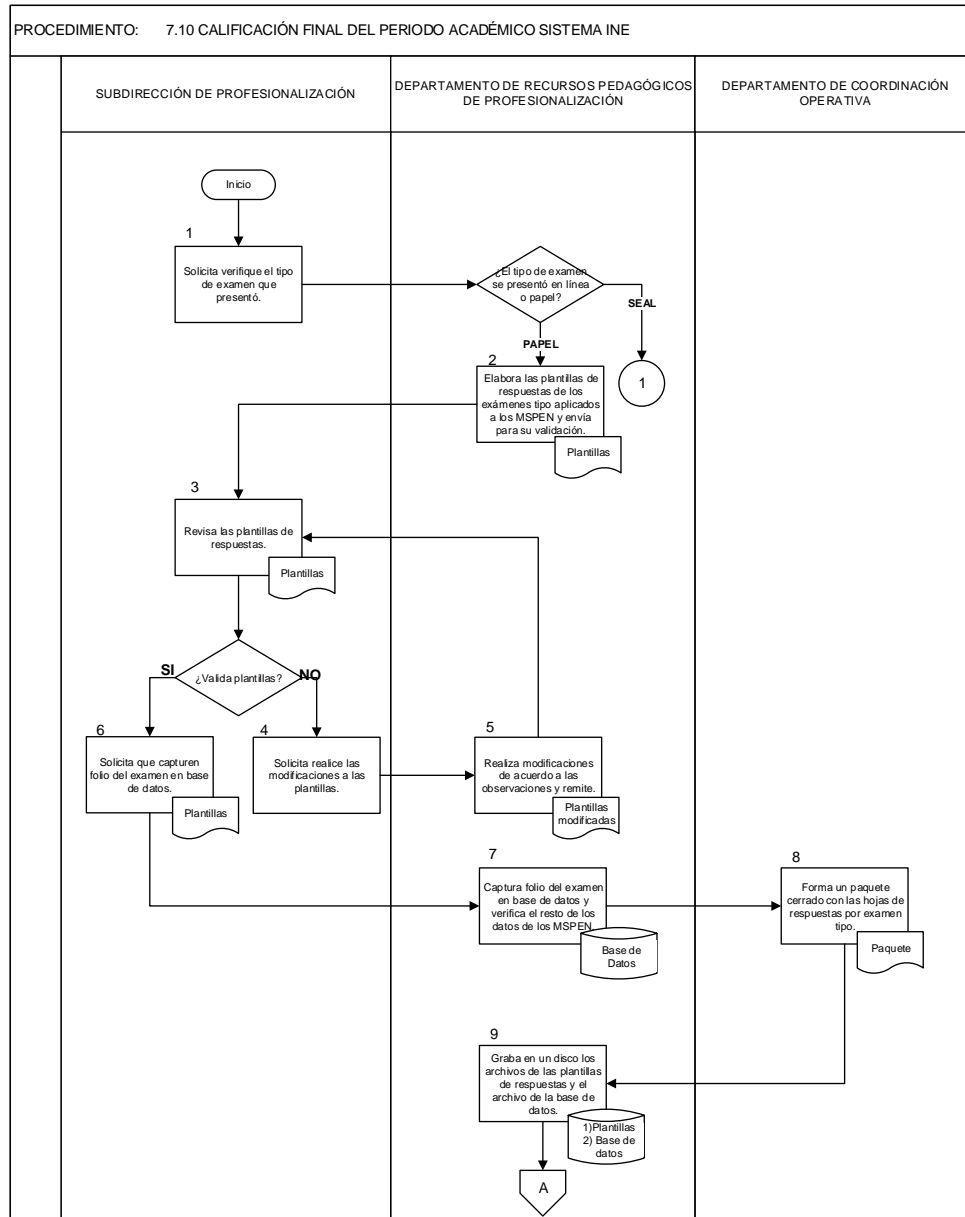 PROCEDIMIENTO: 7.10 CALIFICACIÓN FINAL DEL PERIODO ACADÉMICO SISTEMA INE
SUBDIRECCIÓN DE PROFESIONALIZACIÓN
DEPARTAMENTO DE RECURSOS PEDAGÓGICOS
DE PROFESIONALIZACIÓN
DEPARTAMENTO DE COORDINACIÓN
OPERATIVA
Inicio
1
Solicita verifique el tipo
de examen que
presentó.
¿El tipo de examen
se presentó en línea
o papel?
SEAL
1
PAPEL
2
Elabora las plantillas de
respuestas de los
exámenes tipo aplicados
a los MSPEN y envía
para su validación.
Plantillas
3
Revisa las plantillas de
respuestas.
Plantillas
¿Valida plantillas?
SI
NO
6
Solicita que capturen
folio del examen en base
de datos.
Plantillas
4
Solicita realice las
modificaciones a las
plantillas.
5
Realiza modificaciones
de acuerdo a las
observaciones y remite.
Plantillas
modificadas
7
Captura folio del examen
en base de datos y
verifica el resto de los
datos de los MSPEN
Base de
Datos
8
Forma un paquete
cerrado con las hojas de
respuestas por examen
tipo.
Paquete
9
Graba en un disco los
archivos de las plantillas
de respuestas y el
archivo de la base de
datos.
1)Plantillas
2) Base de
datos
A